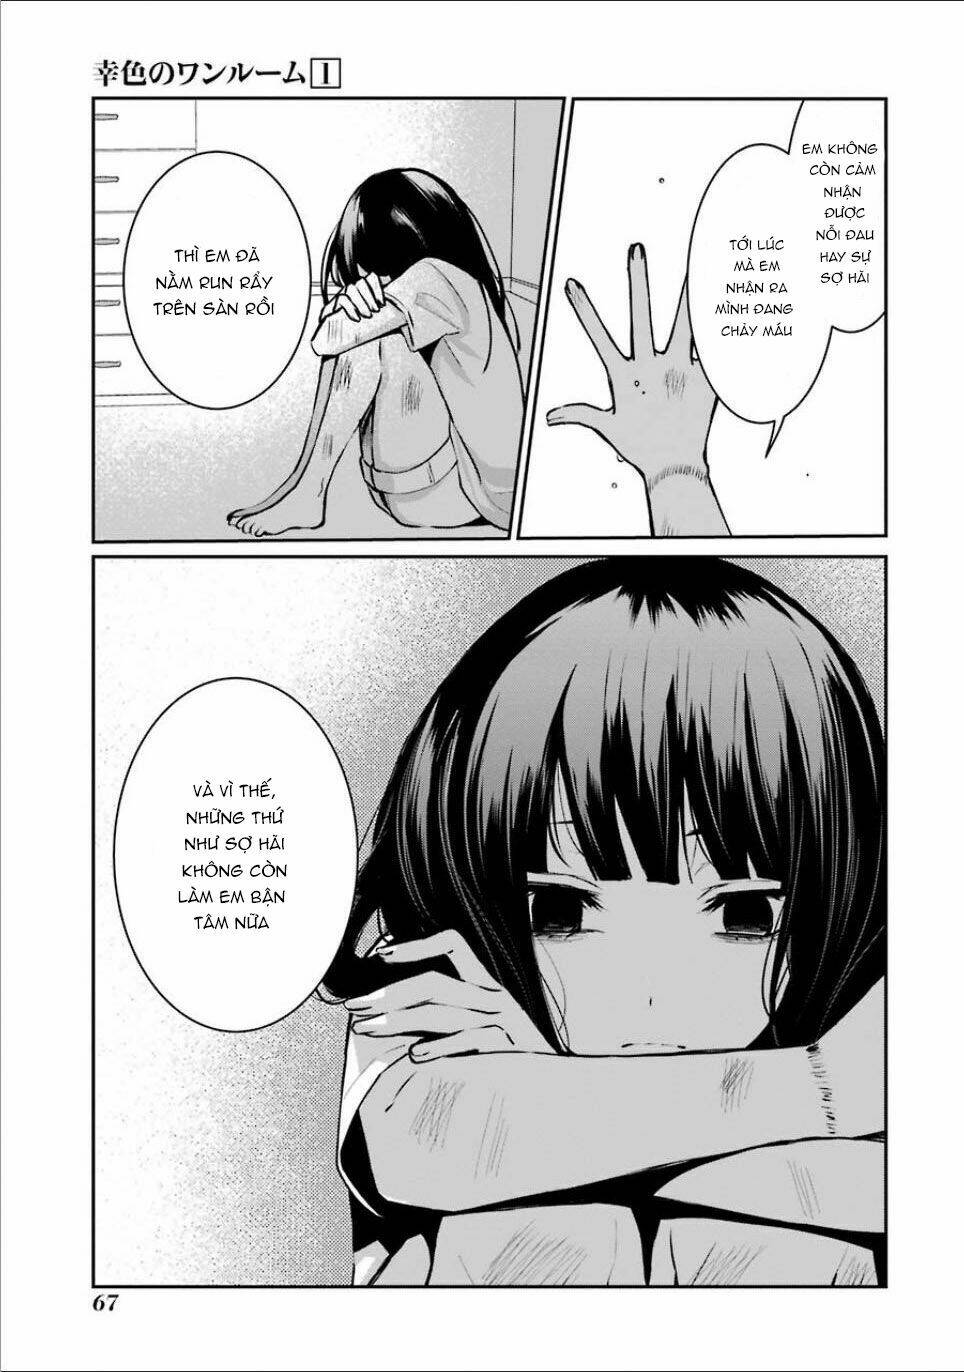 幸色のワンルーム 1
EM KHÔNG
CÒN CẢM
NHẬN
ĐƯỢC
NỖI ĐAU
HAY SỰ
SỢ HÃI
TỚI LÚC
MÀ EM
NHẬN RA
MÌNH ĐANG
CHẢY MÁU
THÌ EM ĐÃ
NẰM RUN RẨY
TRÊN SÀN RỒI
VÀ VÌ THẾ,
NHỮNG THỨ
NHƯ SỢ HÃI
KHÔNG CÒN
LÀM EM BẬN
TÂM NỮA
67